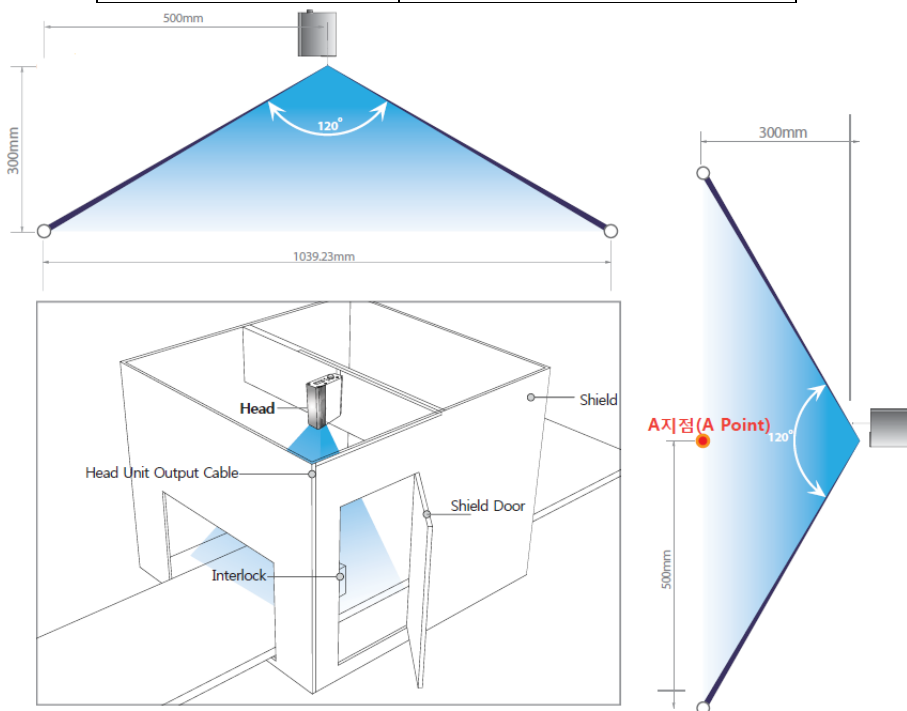 500mm
300mm
120°
1039.23mm
300mm
Head
Shield
A지점(A Point)
120°
Head Unit Output Cable
Shield Door
Interlock
500mm